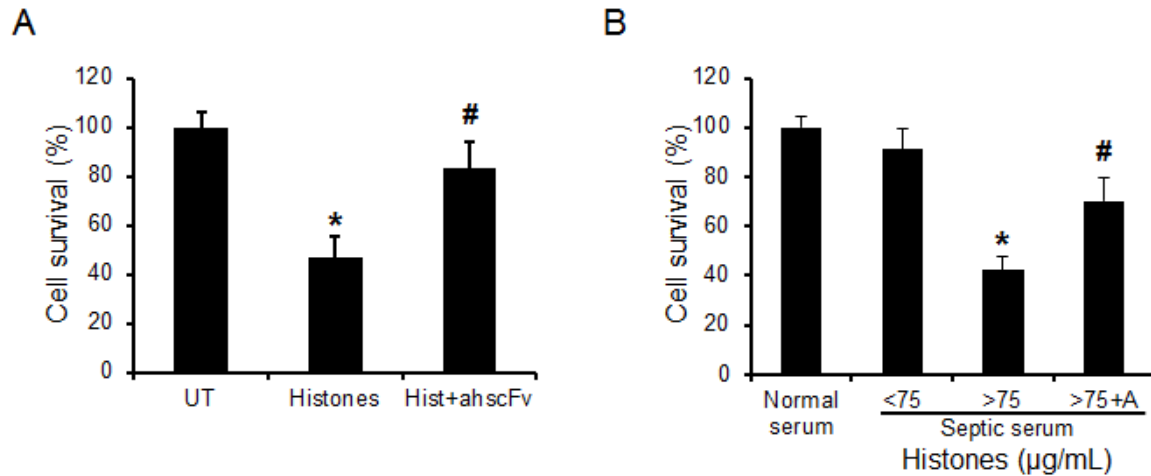 A
Cell survival (%)
120
100
80
60
40
20
0
*
#
UT Histones Hist+ahscFv
B
Cell survival (%)
120
100
80
60
40
20
0
*
#
Normal serum
<75 >75 >75+A
Septic serum
Histones (μg/mL)